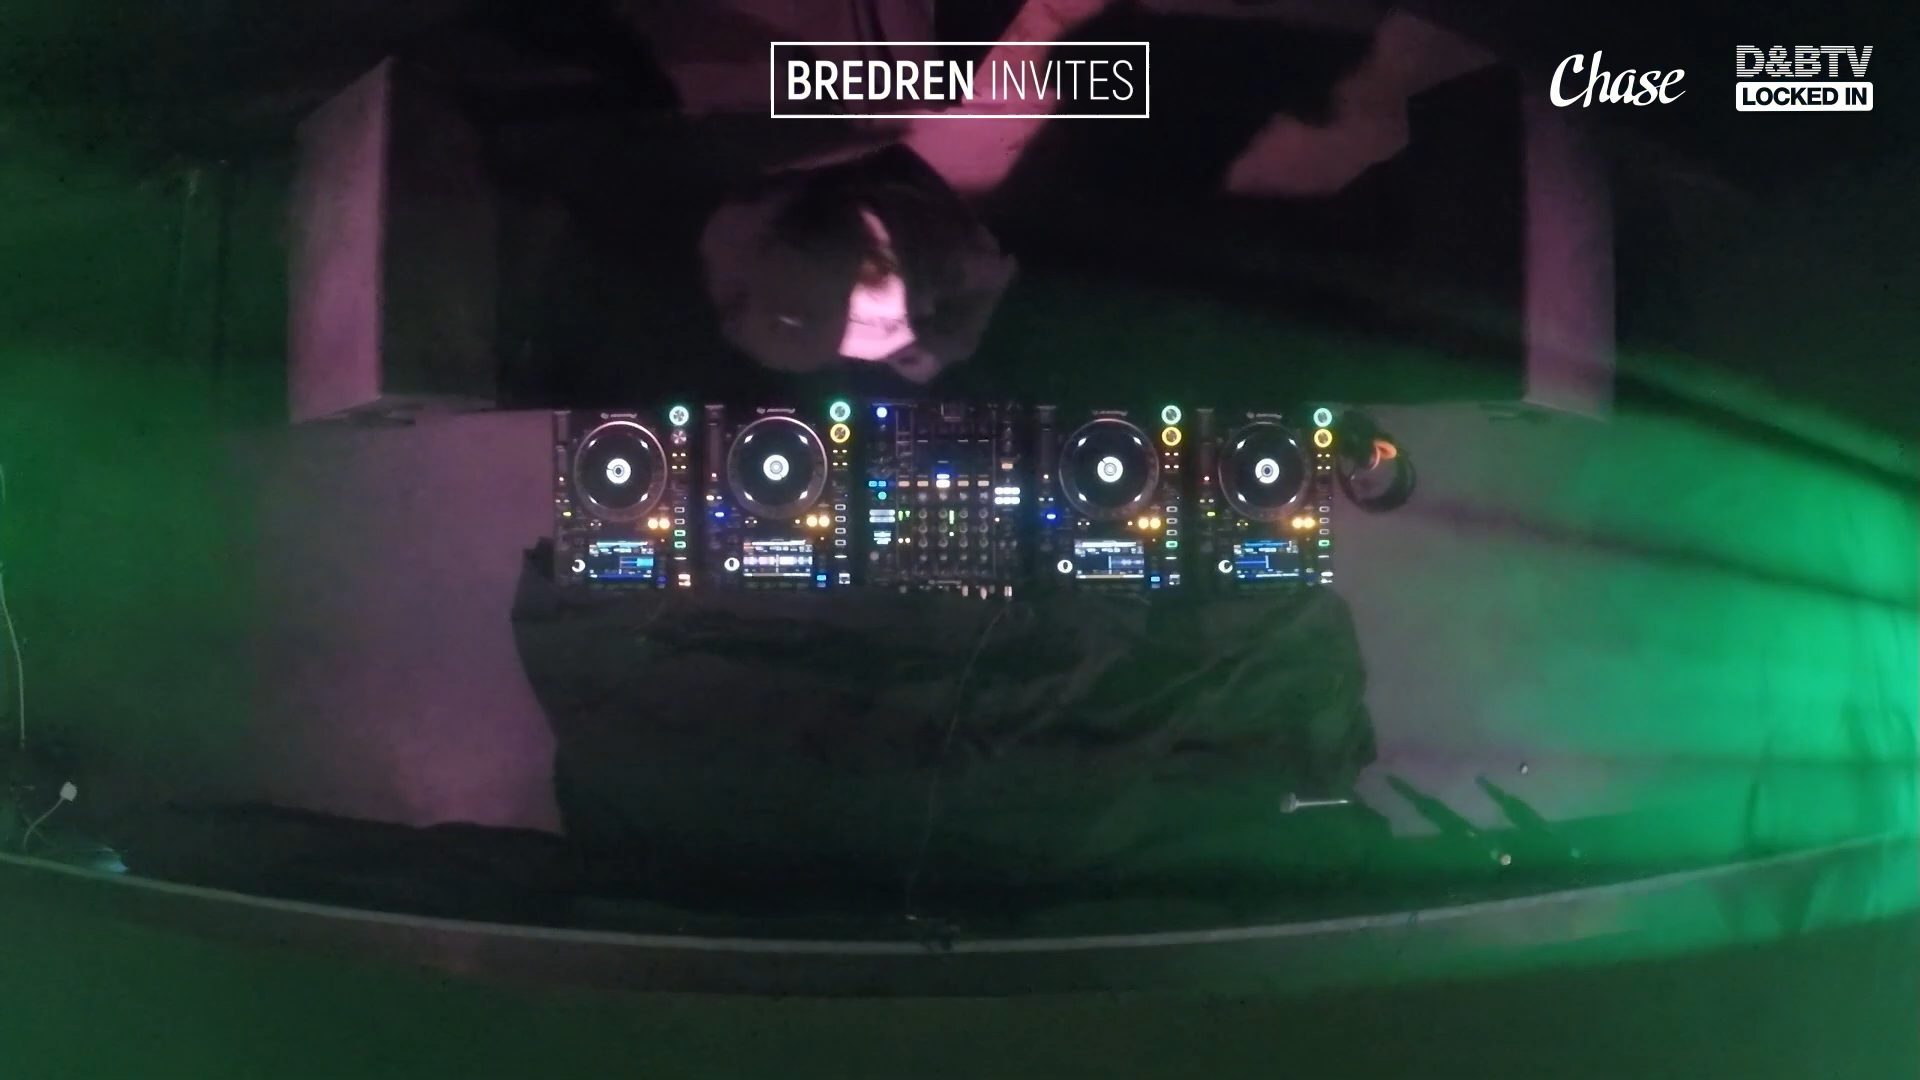 BREDREN INVITES
Chase
D&BTV
LOCKED IN